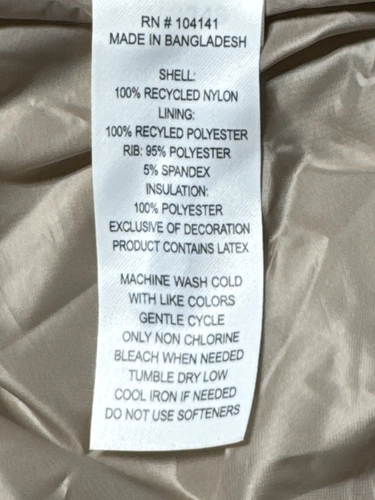 RN # 104141
MADE IN BANGLADESH
SHELL:
100% RECYCLED NYLON
LINING:
100% RECYLED POLYESTER
RIB: 95% POLYESTER
5% SPANDEX
INSULATION:
100% POLYESTER
EXCLUSIVE OF DECORATION
PRODUCT CONTAINS LATEX
MACHINE WASH COLD
WITH LIKE COLORS
GENTLE CYCLE
ONLY NON CHLORINE
BLEACH WHEN NEEDED
TUMBLE DRY LOW
COOL IRON IF NEEDED
DO NOT USE SOFTENERS